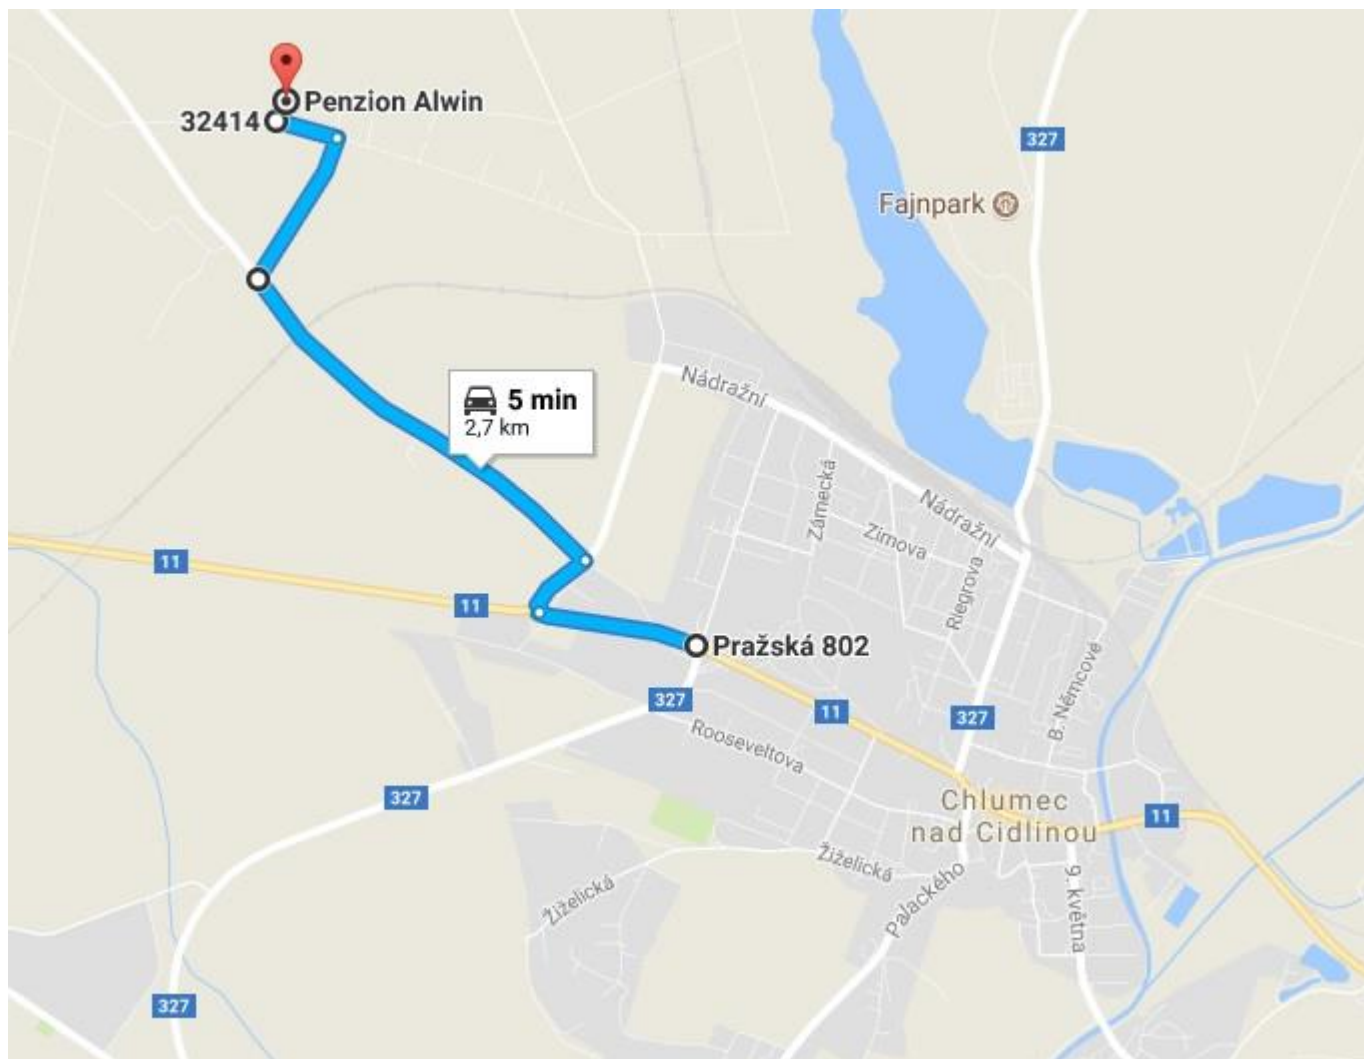 Penzion Alwin
32414
327
Fajnpark
5 min
2,7 km
Nádražní
Zámecká
Zimova
Nádražní
Riegrova
11
11
Pražská 802
B. Němcové
327
11
327
Rooseveltova
327
Chlumec
nad Cidlinou
11
Žiželická
Žiželická
Palackého
9. května
327